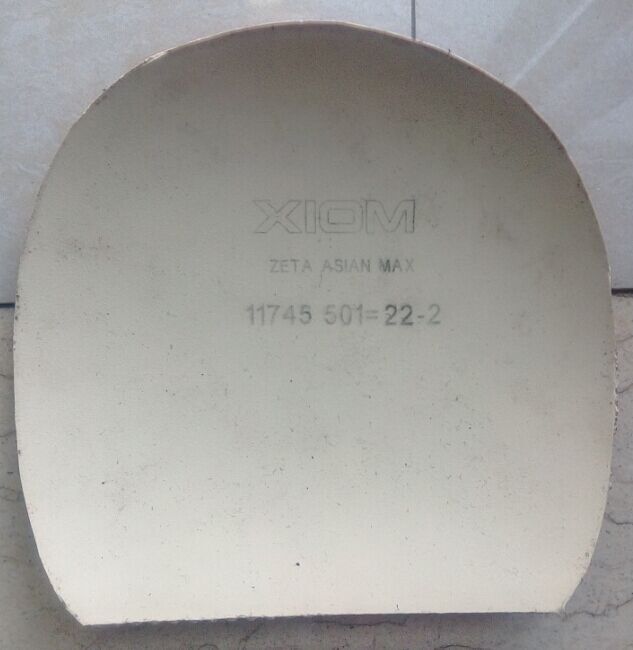 XIOM
ZETA ASIAN MAX
11745 501=22-2